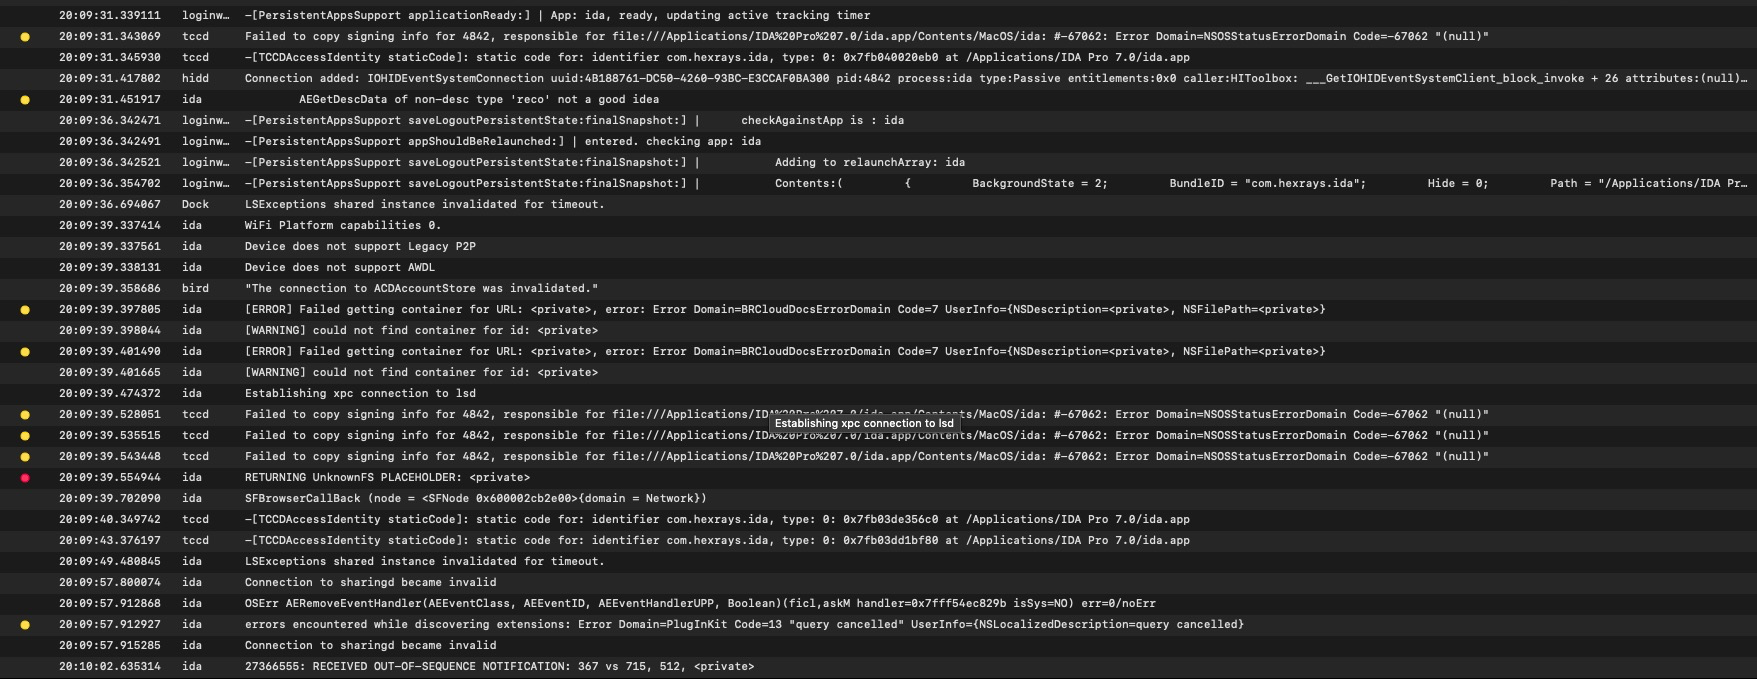 20:09:31.339111 loginw… -[PersistentAppsSupport applicationReady:] | App: ida, ready, updating active tracking timer
20:09:31.343069 tccd Failed to copy signing info for 4842, responsible for file:///Applications/IDA%20Pro%207.0/ida.app/Contents/MacOS/ida: #-67062: Error Domain=NSOSStatusErrorDomain Code=-67062 "(null)"
20:09:31.345930 tccd -[TCCDAccessIdentity staticCode]: static code for: identifier com.hexrays.ida, type: 0: 0x7fb040020eb0 at /Applications/IDA Pro 7.0/ida.app
20:09:31.417802 hidd Connection added: IOHIDEventSystemConnection uuid:4B188761-DC50-4260-93BC-E3CCAF0BA300 pid:4842 process:ida type:Passive entitlements:0x0 caller:HIToolbox: ___GetIOHIDEventSystemClient_block_invoke + 26 attributes:(null)…
20:09:31.451917 ida AEGetDescData of non-desc type 'reco' not a good idea
20:09:36.342471 loginw… -[PersistentAppsSupport saveLogoutPersistentState:finalSnapshot:] | checkAgainstApp is : ida
20:09:36.342491 loginw… -[PersistentAppsSupport appShouldBeRelaunched:] | entered. checking app: ida
20:09:36.342521 loginw… -[PersistentAppsSupport saveLogoutPersistentState:finalSnapshot:] | Adding to relaunchArray: ida
20:09:36.354702 loginw… -[PersistentAppsSupport saveLogoutPersistentState:finalSnapshot:] | Contents:( { BackgroundState = 2; BundleID = "com.hexrays.ida"; Hide = 0; Path = "/Applications/IDA Pr…
20:09:36.694067 Dock LSExceptions shared instance invalidated for timeout.
20:09:39.337414 ida WiFi Platform capabilities 0.
20:09:39.337561 ida Device does not support Legacy P2P
20:09:39.338131 ida Device does not support AWDL
20:09:39.358686 bird "The connection to ACDAccountStore was invalidated."
20:09:39.397805 ida [ERROR] Failed getting container for URL: <private>, error: Error Domain=BRCloudDocsErrorDomain Code=7 UserInfo={NSDescription=<private>, NSFilePath=<private>}
20:09:39.398044 ida [WARNING] could not find container for id: <private>
20:09:39.401490 ida [ERROR] Failed getting container for URL: <private>, error: Error Domain=BRCloudDocsErrorDomain Code=7 UserInfo={NSDescription=<private>, NSFilePath=<private>}
20:09:39.401665 ida [WARNING] could not find container for id: <private>
20:09:39.474372 ida Establishing xpc connection to lsd
20:09:39.528051 tccd Failed to copy signing info for 4842, responsible for file:///Applications/IDA%20Pro%207.0/ida.app/Contents/MacOS/ida: #-67062: Error Domain=NSOSStatusErrorDomain Code=-67062 "(null)"
Establishing xpc connection to lsd
20:09:39.535515 tccd Failed to copy signing info for 4842, responsible for file:///Applications/IDA%20Pro%207.0/ida.app/Contents/MacOS/ida: #-67062: Error Domain=NSOSStatusErrorDomain Code=-67062 "(null)"
20:09:39.543448 tccd Failed to copy signing info for 4842, responsible for file:///Applications/IDA%20Pro%207.0/ida.app/Contents/MacOS/ida: #-67062: Error Domain=NSOSStatusErrorDomain Code=-67062 "(null)"
20:09:39.554944 ida RETURNING UnknownFS PLACEHOLDER: <private>
20:09:39.702090 ida SFBrowserCallBack (node = <SFNode 0x600002cb2e00>{domain = Network})
20:09:40.349742 tccd -[TCCDAccessIdentity staticCode]: static code for: identifier com.hexrays.ida, type: 0: 0x7fb03de356c0 at /Applications/IDA Pro 7.0/ida.app
20:09:43.376197 tccd -[TCCDAccessIdentity staticCode]: static code for: identifier com.hexrays.ida, type: 0: 0x7fb03dd1bf80 at /Applications/IDA Pro 7.0/ida.app
20:09:49.480845 ida LSExceptions shared instance invalidated for timeout.
20:09:57.800074 ida Connection to sharingd became invalid
20:09:57.912868 ida OSErr AERemoveEventHandler(AEEventClass, AEEventID, AEEventHandlerUPP, Boolean)(ficl,askM handler=0x7fff54ec829b isSys=NO) err=0/noErr
20:09:57.912927 ida errors encountered while discovering extensions: Error Domain=PlugInKit Code=13 "query cancelled" UserInfo={NSLocalizedDescription=query cancelled}
20:09:57.915285 ida Connection to sharingd became invalid
20:10:02.635314 ida 27366555: RECEIVED OUT-OF-SEQUENCE NOTIFICATION: 367 vs 715, 512, <private>